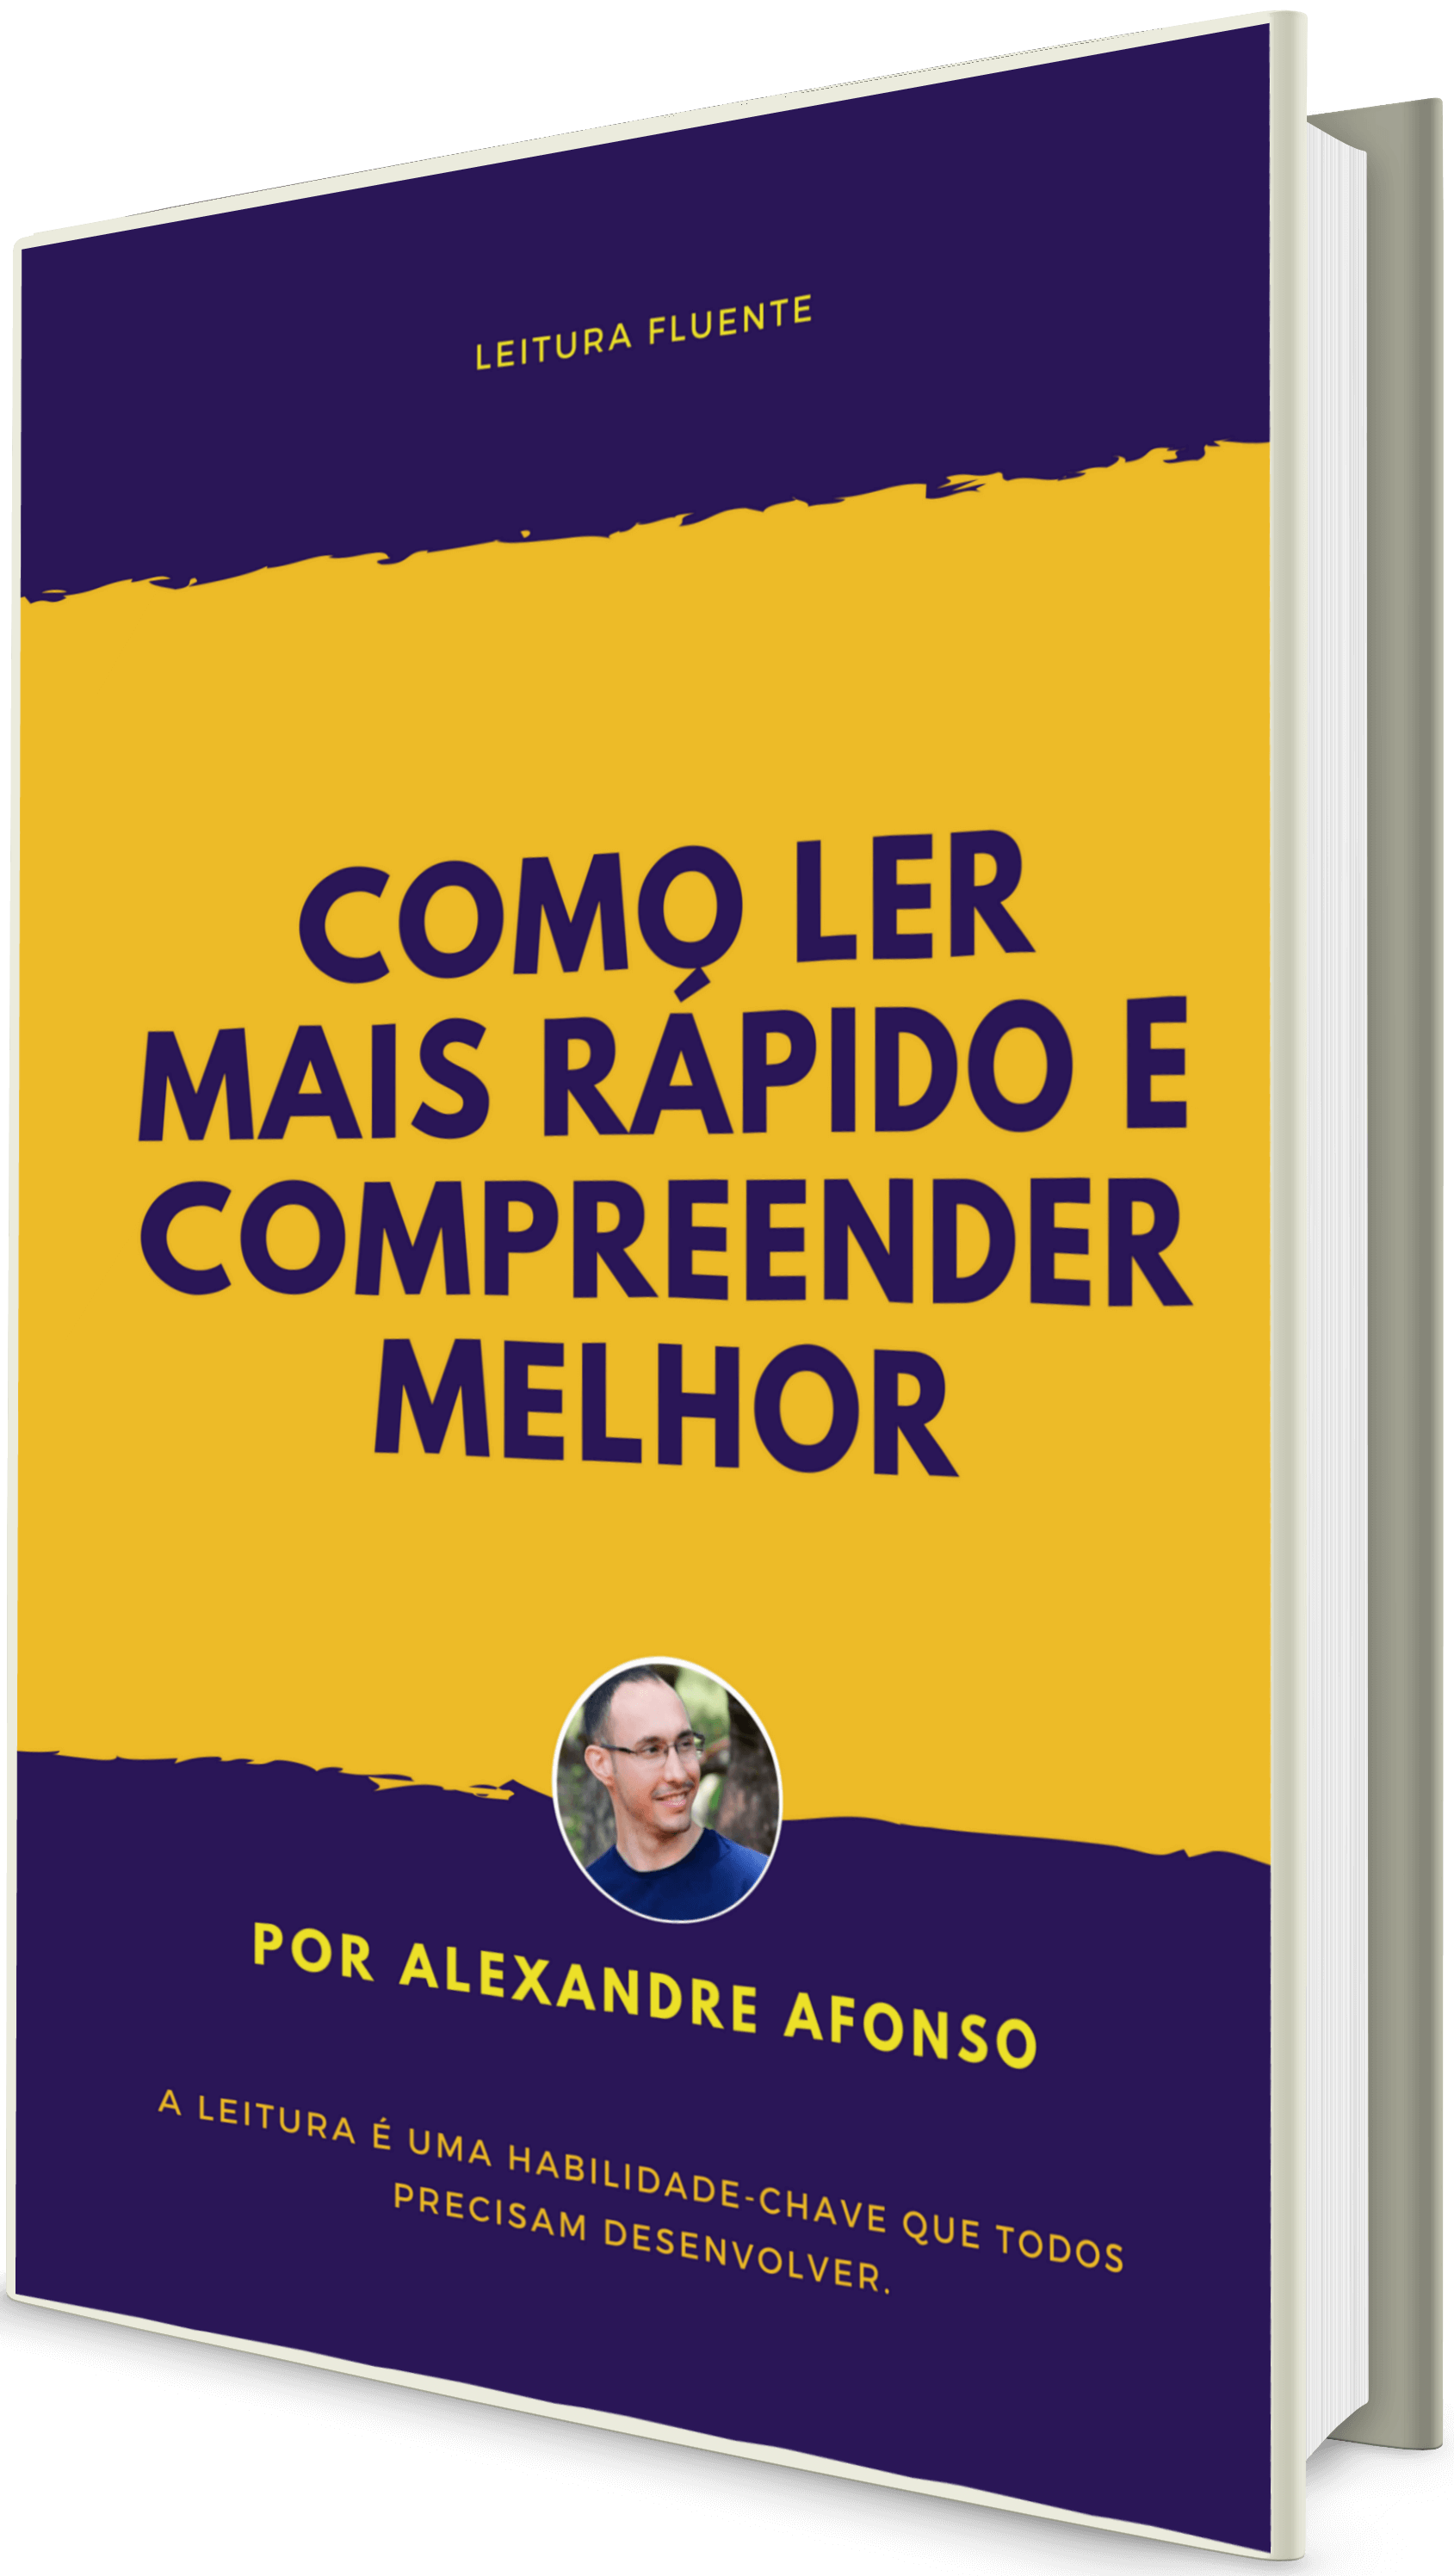 LEITURA FLUENTE
COMO LER
MAIS RÁPIDO E
COMPREENDER
MELHOR
POR ALEXANDRE AFONSO
A LEITURA É UMA HABILIDADE-CHAVE QUE TODOS
PRECISAM DESENVOLVER.